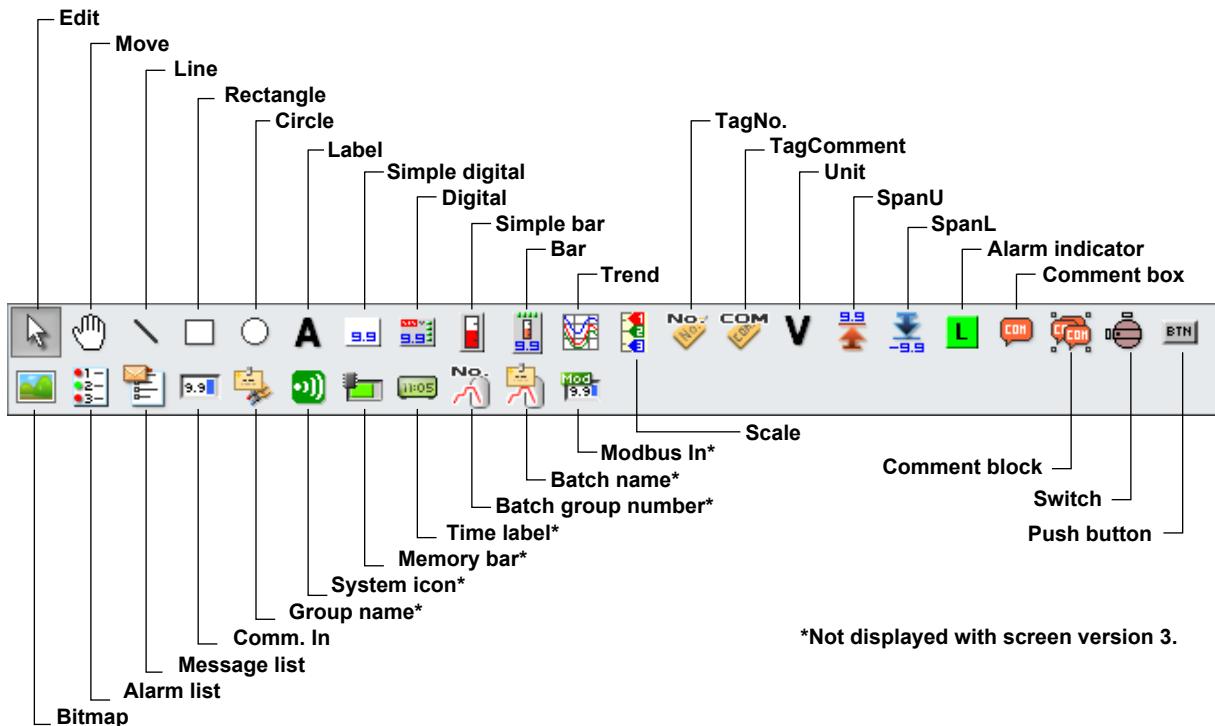 Edit
Move
Line
Rectangle
Circle
Label
Simple digital
Digital
Simple bar
Bar
Trend
TagNo.
TagComment
Unit
SpanU
SpanL
Alarm indicator
Comment box
A
9.9
9.9
9.9
1
2
3
No.
No.
COM
COM
V
9.9
-9.9
L
COM
COM
BTN
1
2
3
9.9
11:05
No.
Mod
9.9
Scale
Modbus In*
Batch name*
Batch group number*
Time label*
Memory bar*
System icon*
Group name*
Comm. In
Message list
Alarm list
Bitmap
Comment block
Switch
Push button
*Not displayed with screen version 3.